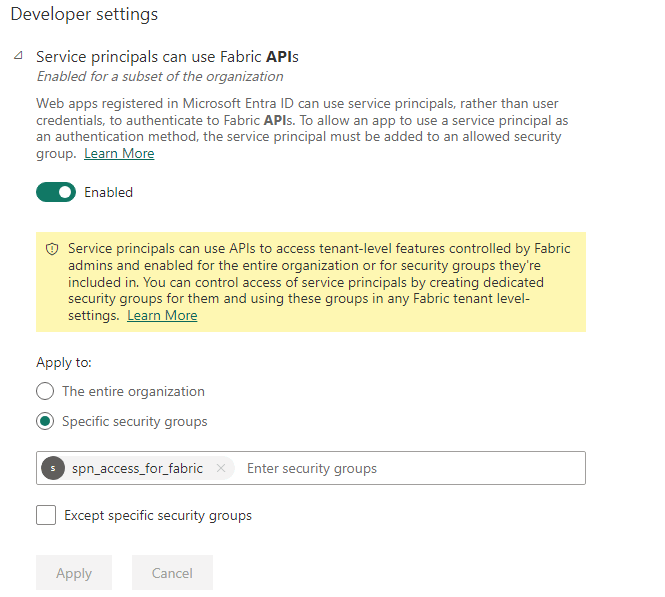 Developer settings
Service principals can use Fabric APIs
Enabled for a subset of the organization
Web apps registered in Microsoft Entra ID can use service principals, rather than user
credentials, to authenticate to Fabric APIs. To allow an app to use a service principal as
an authentication method, the service principal must be added to an allowed security
group. Learn More
Enabled
Service principals can use APIs to access tenant-level features controlled by Fabric
admins and enabled for the entire organization or for security groups they're
included in. You can control access of service principals by creating dedicated
security groups for them and using these groups in any Fabric tenant level-
settings. Learn More
Apply to:
The entire organization
Specific security groups
s spn_access_for_fabric Enter security groups
Except specific security groups
Apply Cancel